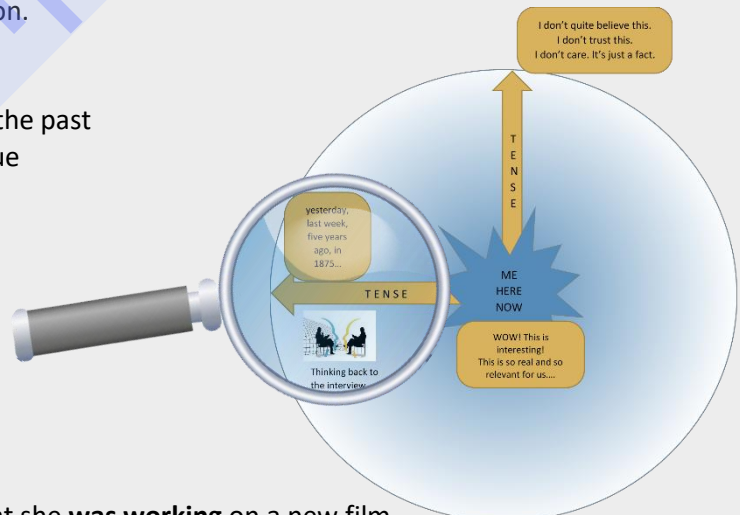 on.
I don't quite believe this.
I don't trust this.
I don't care. It's just a fact.
the past
ue
TENSE
yesterday,
last week,
five years
ago, in
1875...
TENSE
ME
HERE
NOW
WOW! This is
interesting!
This is so real and so
relevant for us....
Thinking back to
the interview
at she was working on a new film